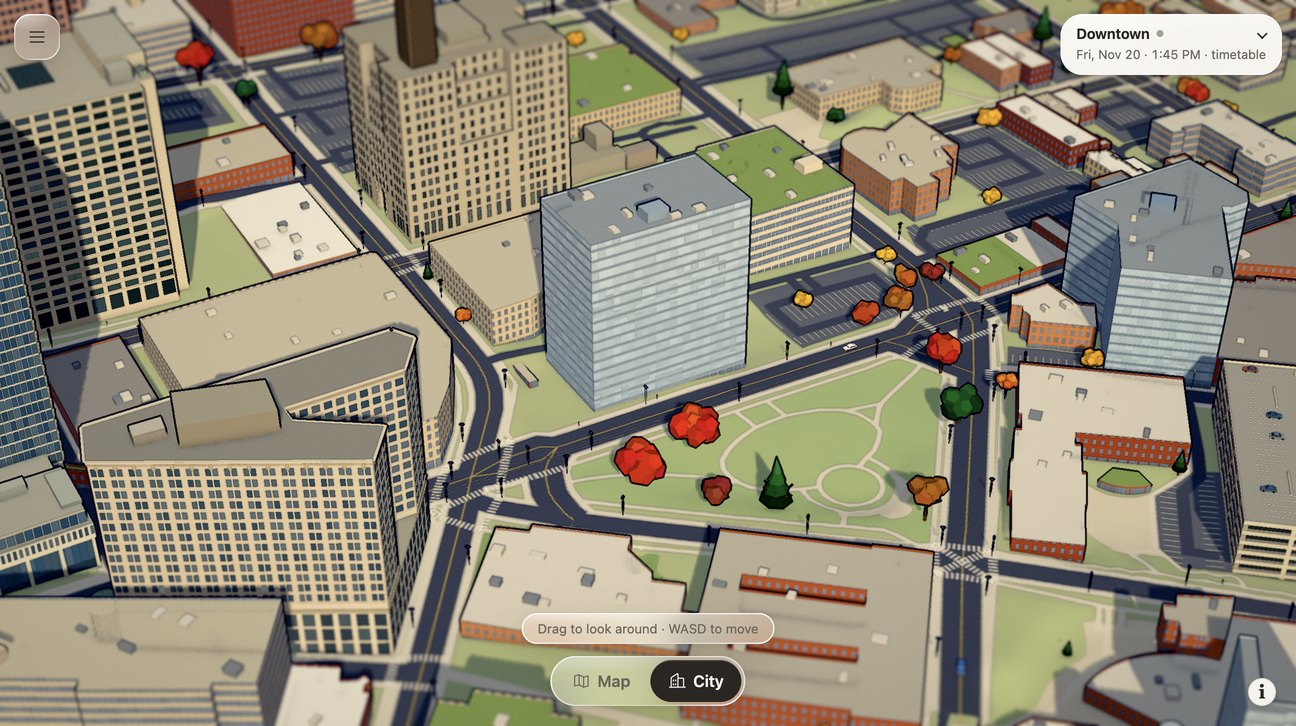 Downtown
Fri, Nov 20 · 1:45 PM · timetable
Drag to look around · WASD to move
Map
City
i